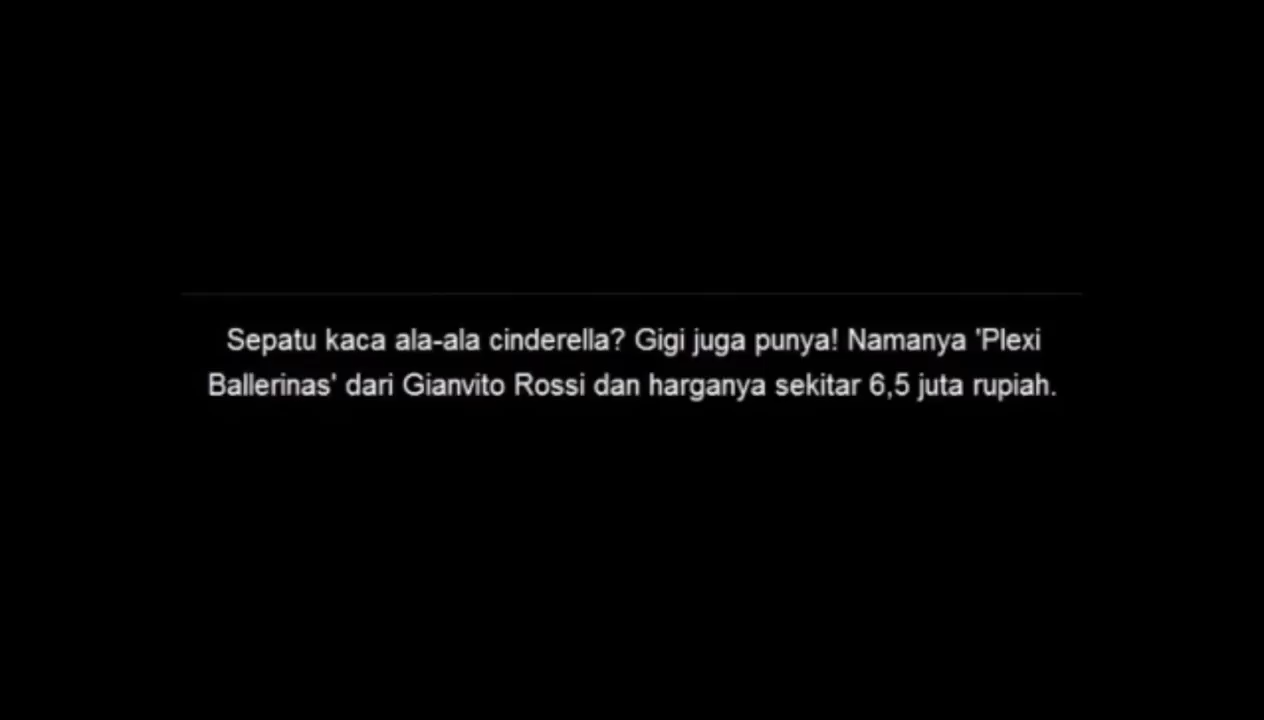 Sepatu kaca ala-ala cinderella? Gigi juga punya! Namanya 'Plexi
Ballerinas' dari Gianvito Rossi dan harganya sekitar 6,5 juta rupiah.